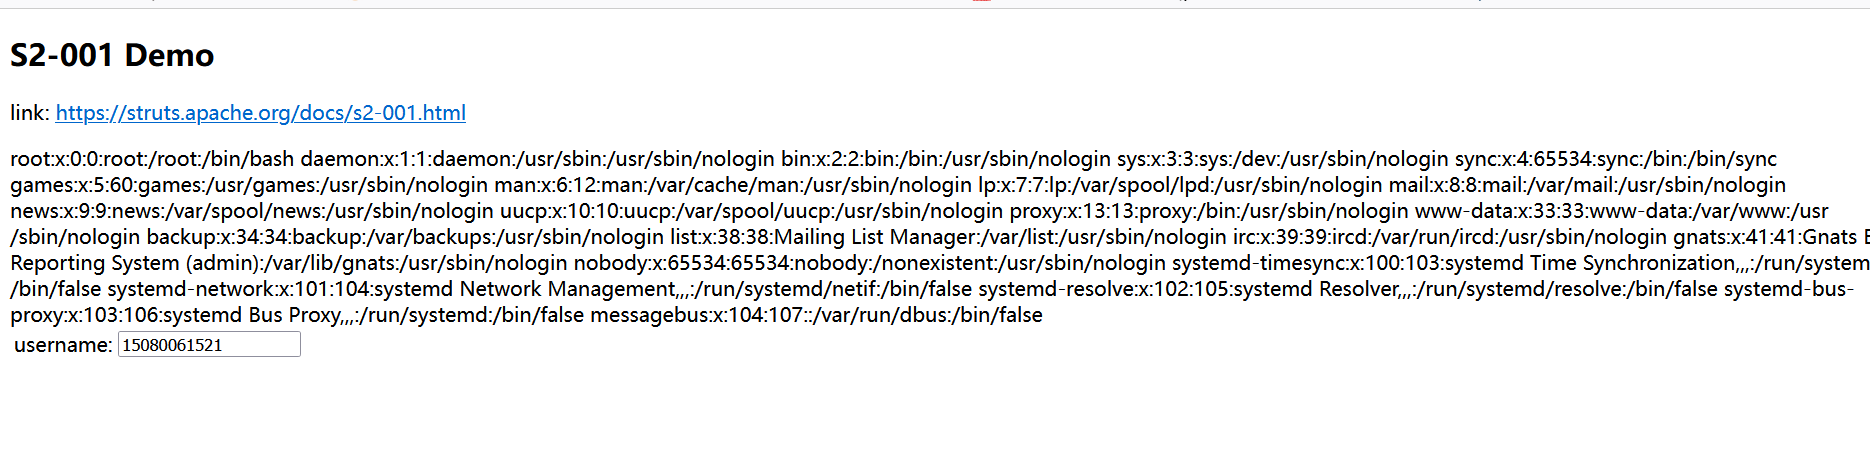 S2-001 Demo
link: https://struts.apache.org/docs/s2-001.html
root:x:0:0:root:/root:/bin/bash daemon:x:1:1:daemon:/usr/sbin:/usr/sbin/nologin bin:x:2:2:bin:/bin:/usr/sbin/nologin sys:x:3:3:sys:/dev:/usr/sbin/nologin sync:x:4:65534:sync:/bin:/bin/sync
games:x:5:60:games:/usr/games:/usr/sbin/nologin man:x:6:12:man:/var/cache/man:/usr/sbin/nologin lp:x:7:7:lp:/var/spool/lpd:/usr/sbin/nologin mail:x:8:8:mail:/var/mail:/usr/sbin/nologin
news:x:9:9:news:/var/spool/news:/usr/sbin/nologin uucp:x:10:10:uucp:/var/spool/uucp:/usr/sbin/nologin proxy:x:13:13:proxy:/bin:/usr/sbin/nologin www-data:x:33:33:www-data:/var/www:/usr
/sbin/nologin backup:x:34:34:backup:/var/backups:/usr/sbin/nologin list:x:38:38:Mailing List Manager:/var/list:/usr/sbin/nologin irc:x:39:39:ircd:/var/run/ircd:/usr/sbin/nologin gnats:x:41:41:Gnats
Reporting System (admin):/var/lib/gnats:/usr/sbin/nologin nobody:x:65534:65534:nobody:/nonexistent:/usr/sbin/nologin systemd-timesync:x:100:103:systemd Time Synchronization,,,:/run/system
/bin/false systemd-network:x:101:104:systemd Network Management,,,:/run/systemd/netif:/bin/false systemd-resolve:x:102:105:systemd Resolver,,,:/run/systemd/resolve:/bin/false systemd-bus-
proxy:x:103:106:systemd Bus Proxy,,,:/run/systemd:/bin/false messagebus:x:104:107::/var/run/dbus:/bin/false
username: 15080061521